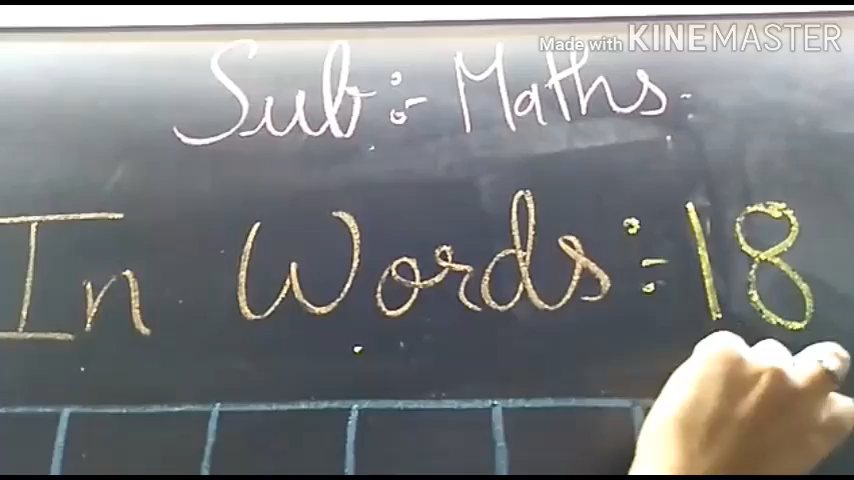 Made with KINEMASTER
Sub :- Maths.
In Words :- 18